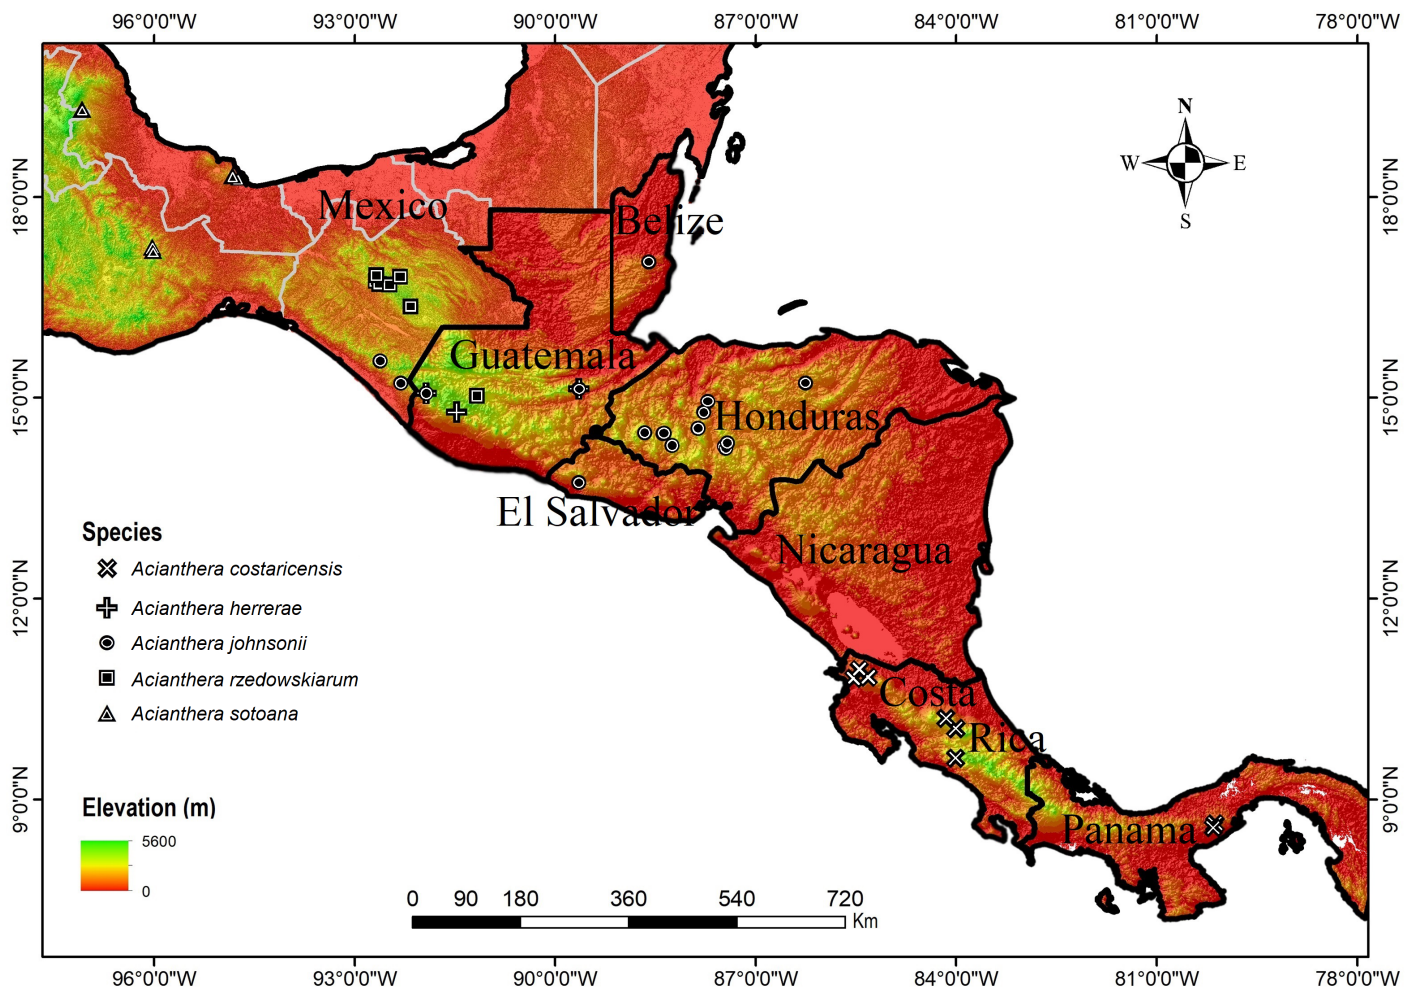 96°0'0"W 93°0'0"W 90°0'0"W 87°0'0"W 84°0'0"W 81°0'0"W 78°0'0"W
N
W E
S
18°0'0"N 18°0'0"N
Mexico
Belize
Guatemala
15°0'0"N 15°0'0"N
Honduras
El Salvador
Nicaragua
12°0'0"N 12°0'0"N
Species
Acianthera costaricensis
Acianthera herrerae
Acianthera johnsonii
Acianthera rzedowskiarum
Acianthera sotoana
Costa
Rica
9°0'0"N 9°0'0"N
Panama
Elevation (m)
5600
0
0 90 180 360 540 720
Km
96°0'0"W 93°0'0"W 90°0'0"W 87°0'0"W 84°0'0"W 81°0'0"W 78°0'0"W